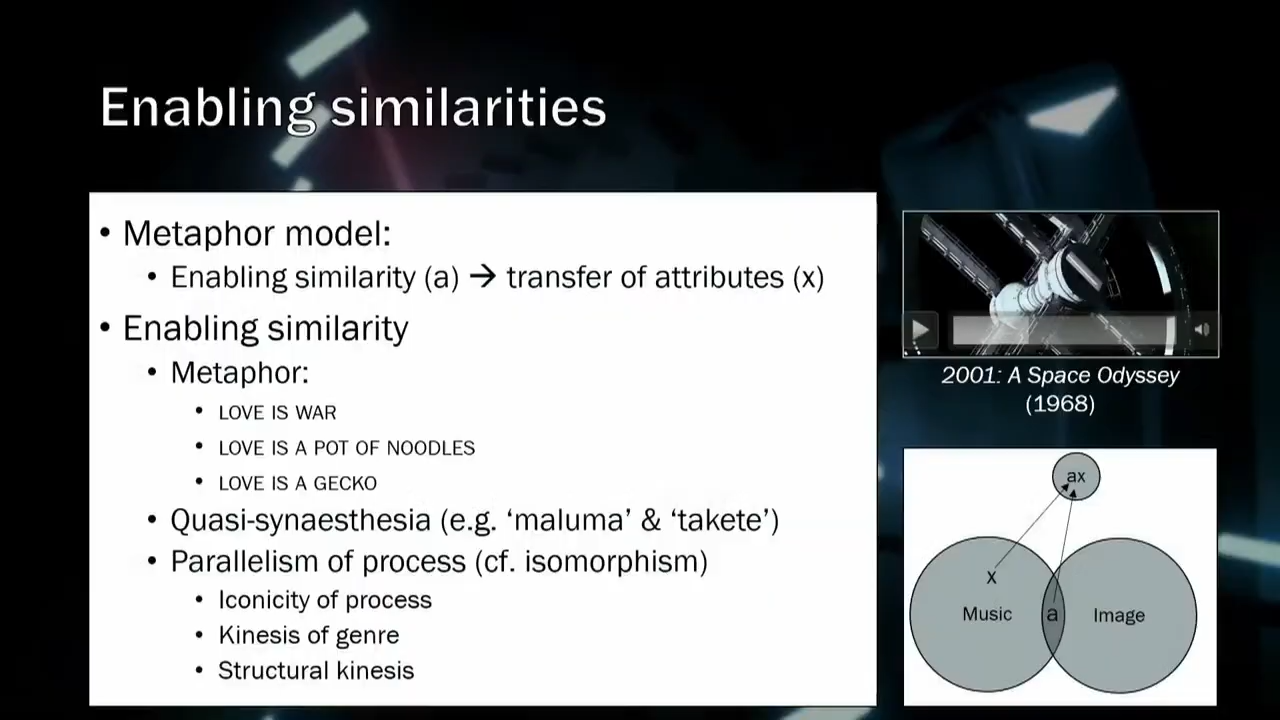 Enabling similarities
• Metaphor model:
• Enabling similarity (a) → transfer of attributes (x)
• Enabling similarity
• Metaphor:
• LOVE IS WAR
• LOVE IS A POT OF NOODLES
• LOVE IS A GECKO
• Quasi-synaesthesia (e.g. ‘maluma’ & ‘takete’)
• Parallelism of process (cf. isomorphism)
• Iconicity of process
• Kinesis of genre
• Structural kinesis
2001: A Space Odyssey
(1968)
ax
x
Music
a
Image